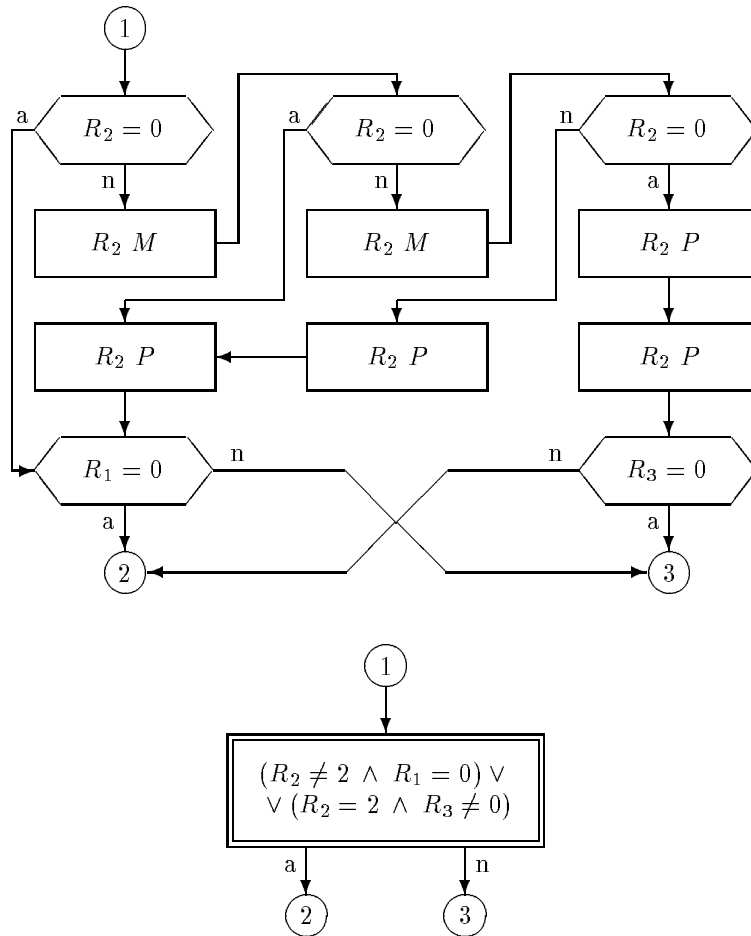 1
a R₂ = 0 a R₂ = 0 n R₂ = 0
n n a
R₂ M R₂ M R₂ P
R₂ P R₂ P R₂ P
R₁ = 0 n n R₃ = 0
a a
2 3
1
(R₂ ≠ 2 ∧ R₁ = 0) ∨
∨ (R₂ = 2 ∧ R₃ ≠ 0)
a n
2 3